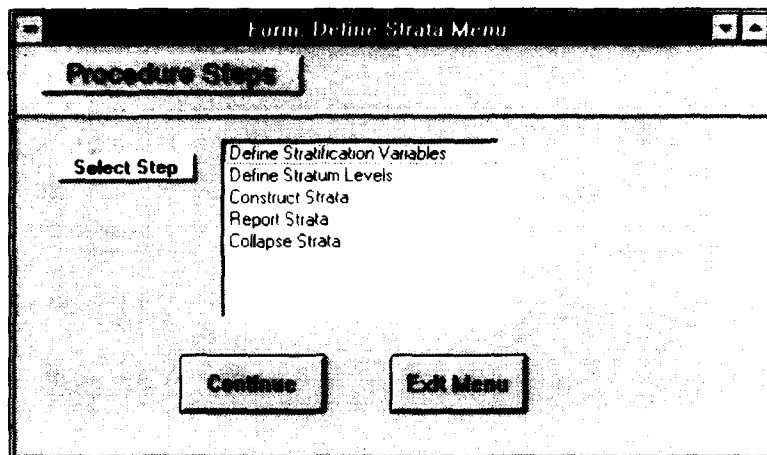 Form: Define Strata Menu
Procedure Steps
Select Step
Define Stratification Variables
Define Stratum Levels
Construct Strata
Report Strata
Collapse Strata
Continue
Exit Menu